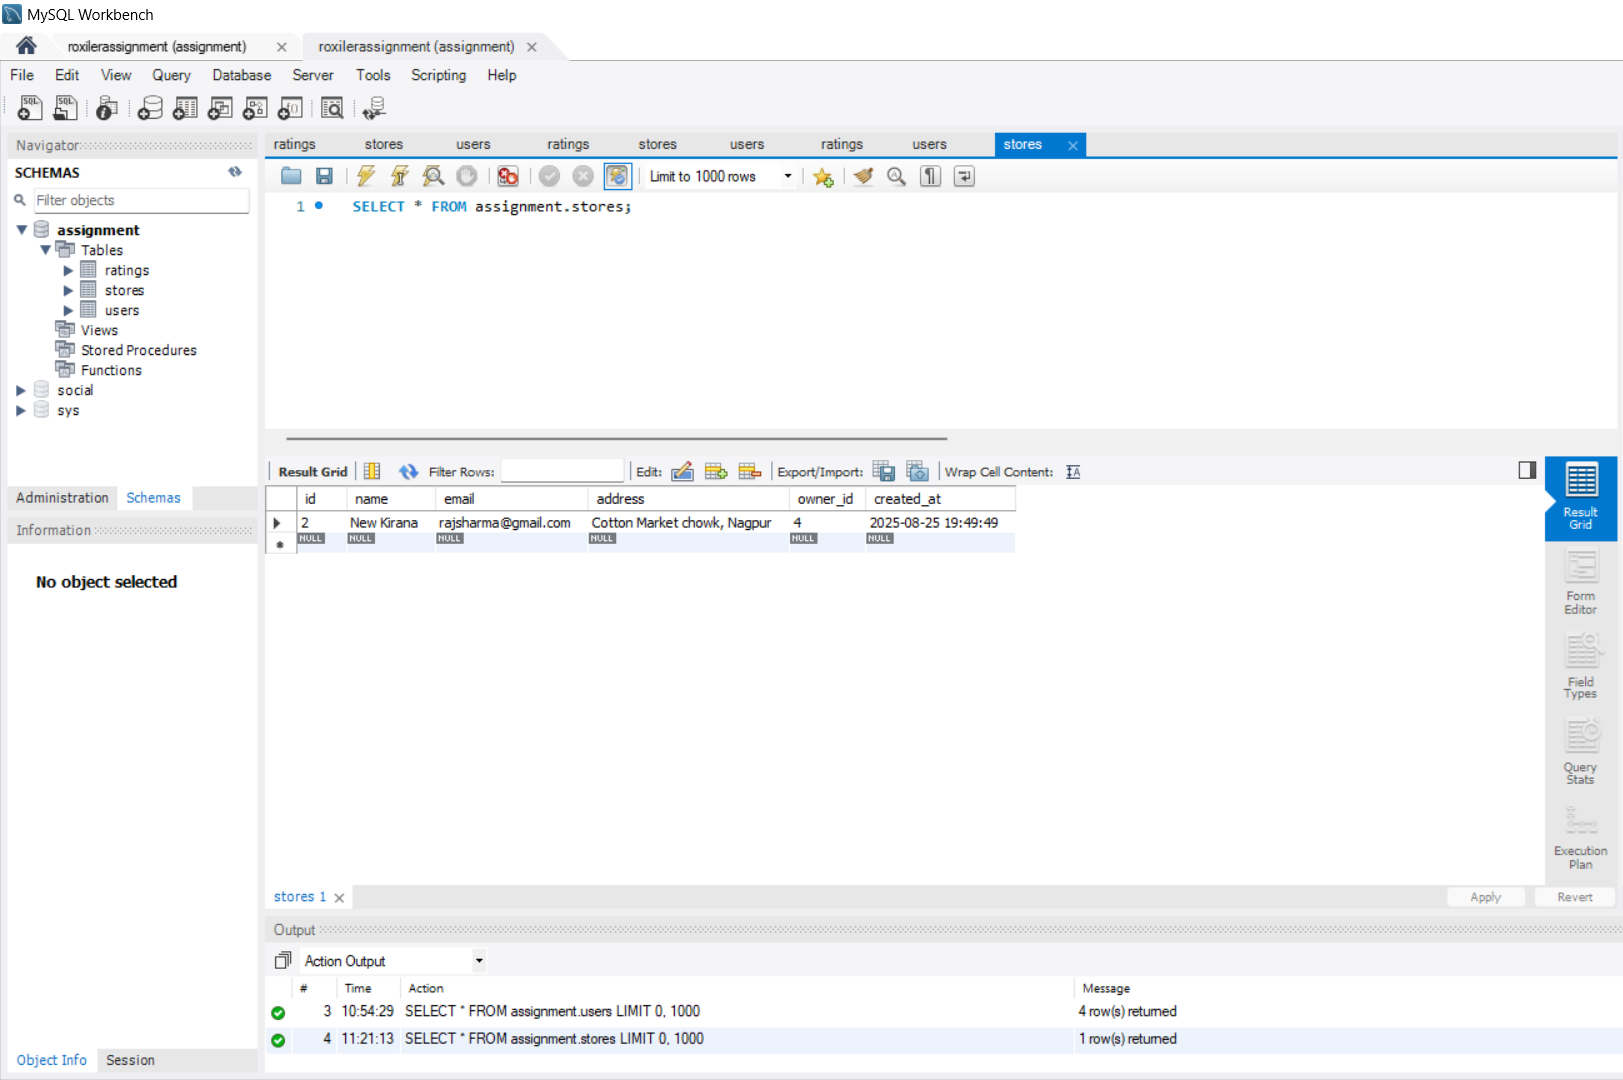 MySQL Workbench
roxilerassignment (assignment)
roxilerassignment (assignment)
File Edit View Query Database Server Tools Scripting Help
Navigator
SCHEMAS
Filter objects
assignment
Tables
ratings
stores
users
Views
Stored Procedures
Functions
social
sys
Administration Schemas
Information
No object selected
Object Info Session
ratings stores users ratings stores users ratings users stores
Limit to 1000 rows
1 SELECT * FROM assignment.stores;
Result Grid Filter Rows: Edit: Export/Import: Wrap Cell Content:
id name email address owner_id created_at
2 New Kirana rajsharma@gmail.com Cotton Market chowk, Nagpur 4 2025-08-25 19:49:49
NULL NULL NULL NULL NULL NULL
Result
Grid
Form
Editor
Field
Types
Query
Stats
Execution
Plan
stores 1
Apply Revert
Output
Action Output
# Time Action Message
3 10:54:29 SELECT * FROM assignment.users LIMIT 0, 1000 4 row(s) returned
4 11:21:13 SELECT * FROM assignment.stores LIMIT 0, 1000 1 row(s) returned